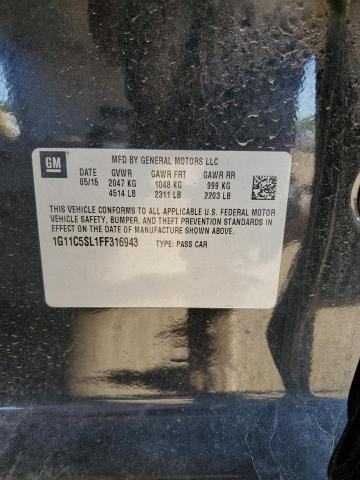 GM
MFD BY GENERAL MOTORS LLC
DATE GVWR GAWR FRT GAWR RR
05/15 2047 KG 1048 KG 999 KG
4514 LB 2311 LB 2203 LB
THIS VEHICLE CONFORMS TO ALL APPLICABLE U.S. FEDERAL MOTOR
VEHICLE SAFETY, BUMPER, AND THEFT PREVENTION STANDARDS IN
EFFECT ON THE DATE OF MANUFACTURE SHOWN ABOVE.
1G11C5SL1FF316943 TYPE: PASS CAR